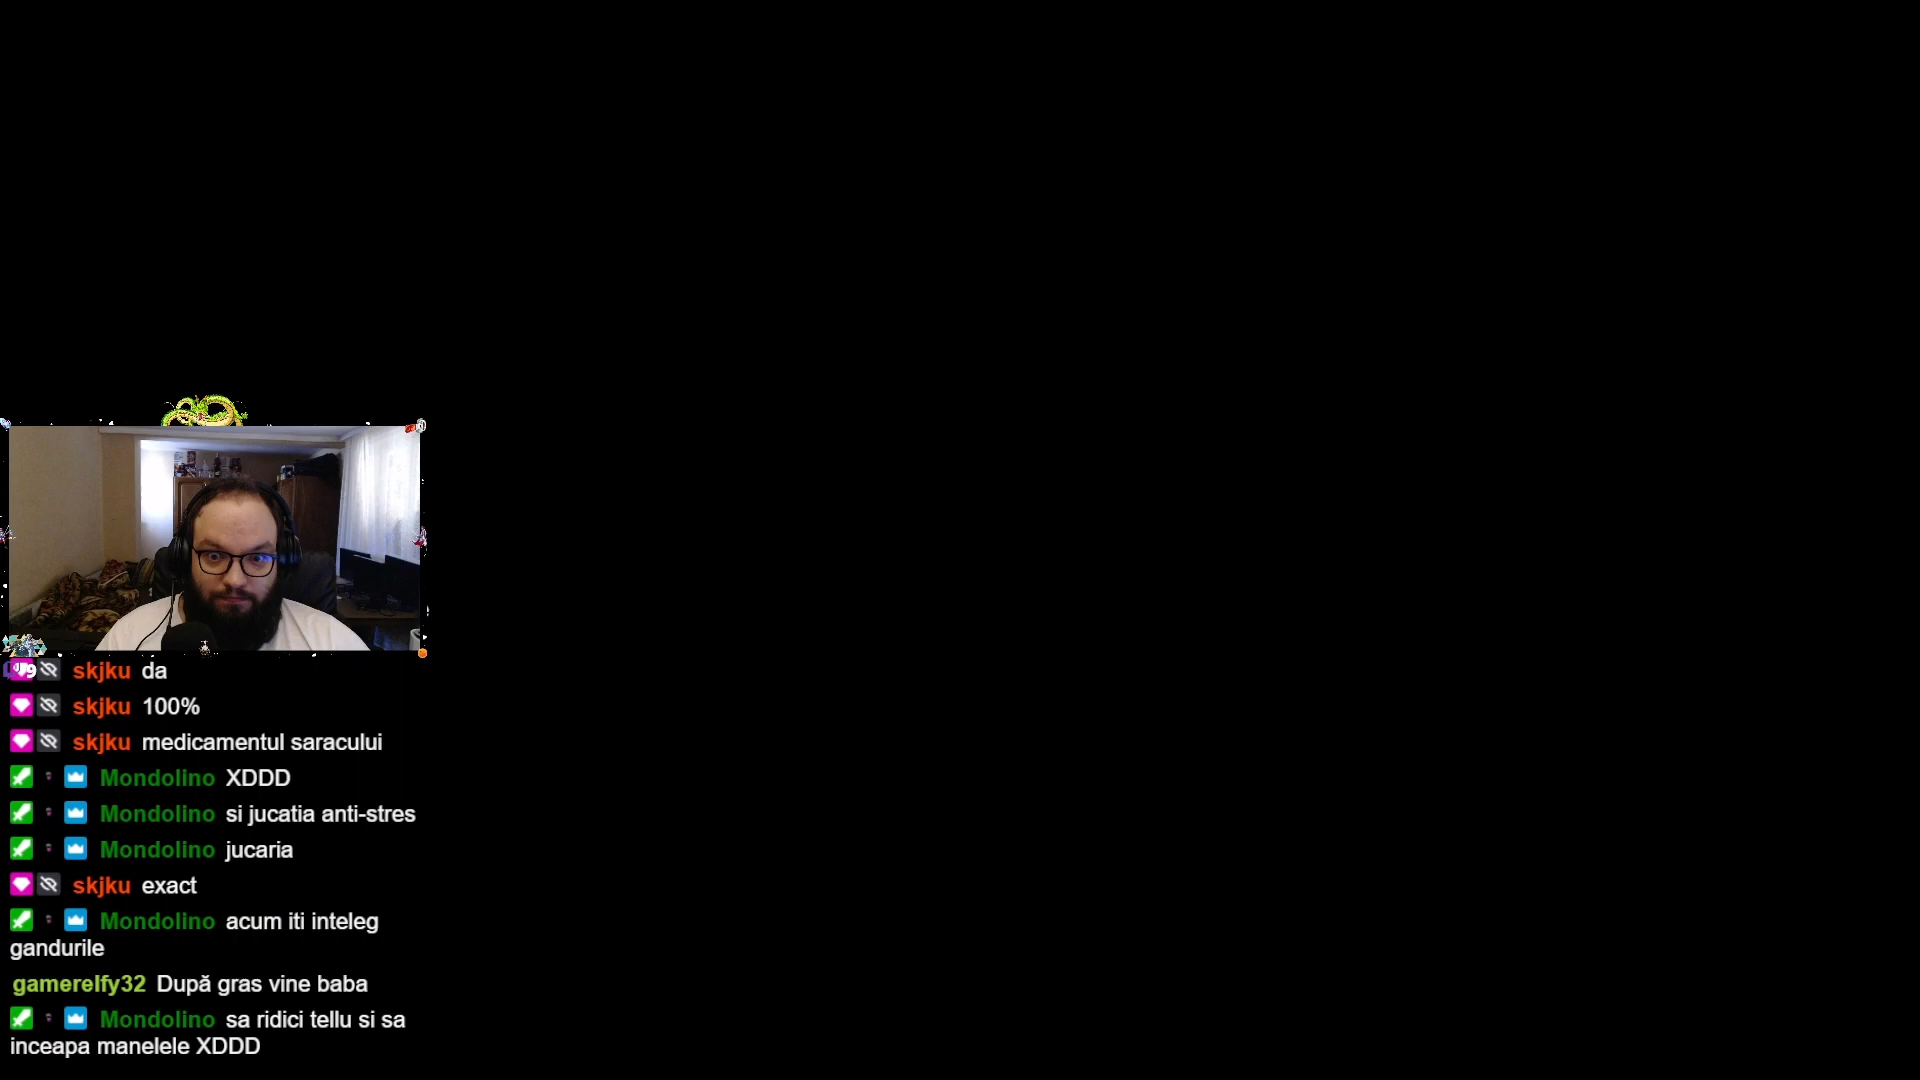 9
skjku da
skjku 100%
skjku medicamentul saracului
Mondolino XDDD
Mondolino si jucatia anti-stres
Mondolino jucaria
skjku exact
Mondolino acum iti inteleg
gandurile
gamerelfy32 După gras vine baba
Mondolino sa ridici tellu si sa
inceapa manelele XDDD